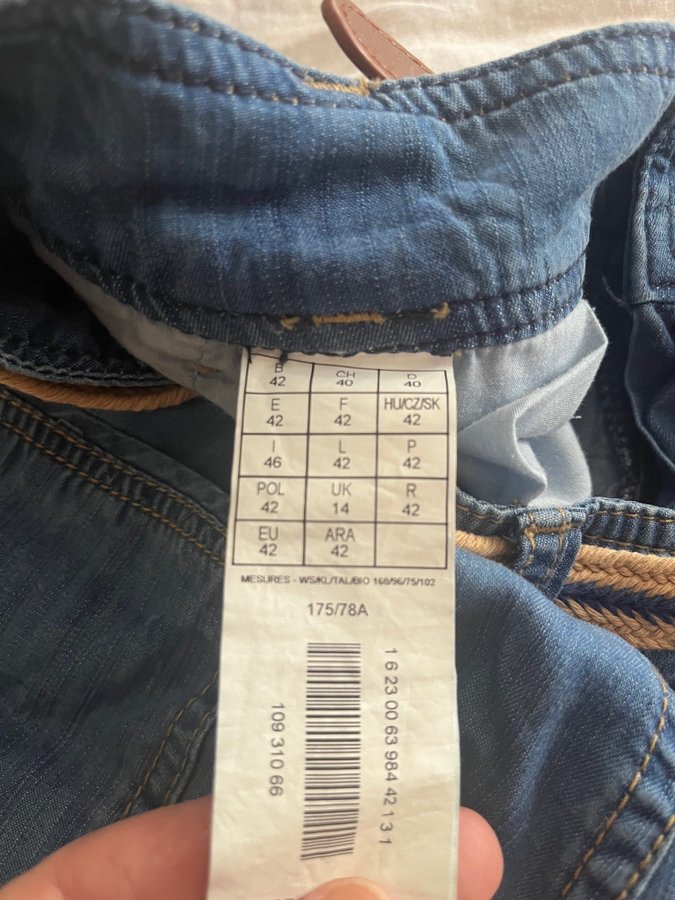 B CH D
42 40 40
E F HU/CZ/SK
42 42 42
I L P
46 42 42
POL UK R
42 14 42
EU ARA
42 42
MESURES - WS/KL/TAL/BIO 168/96/75/102
175/78A
1 6 23 00 63 984 42 1 3 1
109 310 66